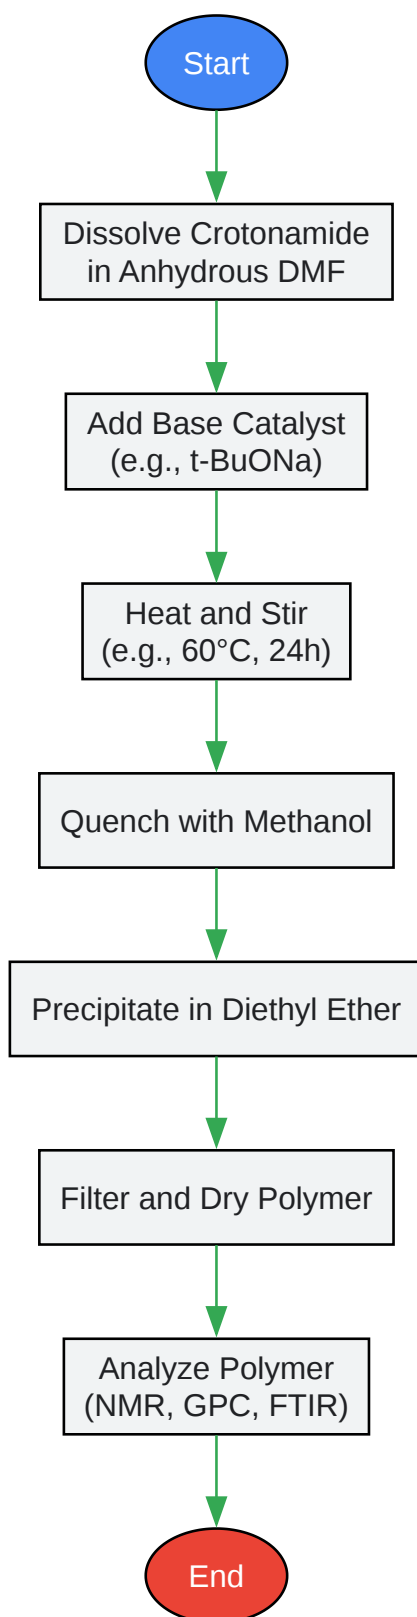 Start
Dissolve Crotonamide
in Anhydrous DMF
Add Base Catalyst
(e.g., t-BuONa)
Heat and Stir
(e.g., 60°C, 24h)
Quench with Methanol
Precipitate in Diethyl Ether
Filter and Dry Polymer
Analyze Polymer
(NMR, GPC, FTIR)
End